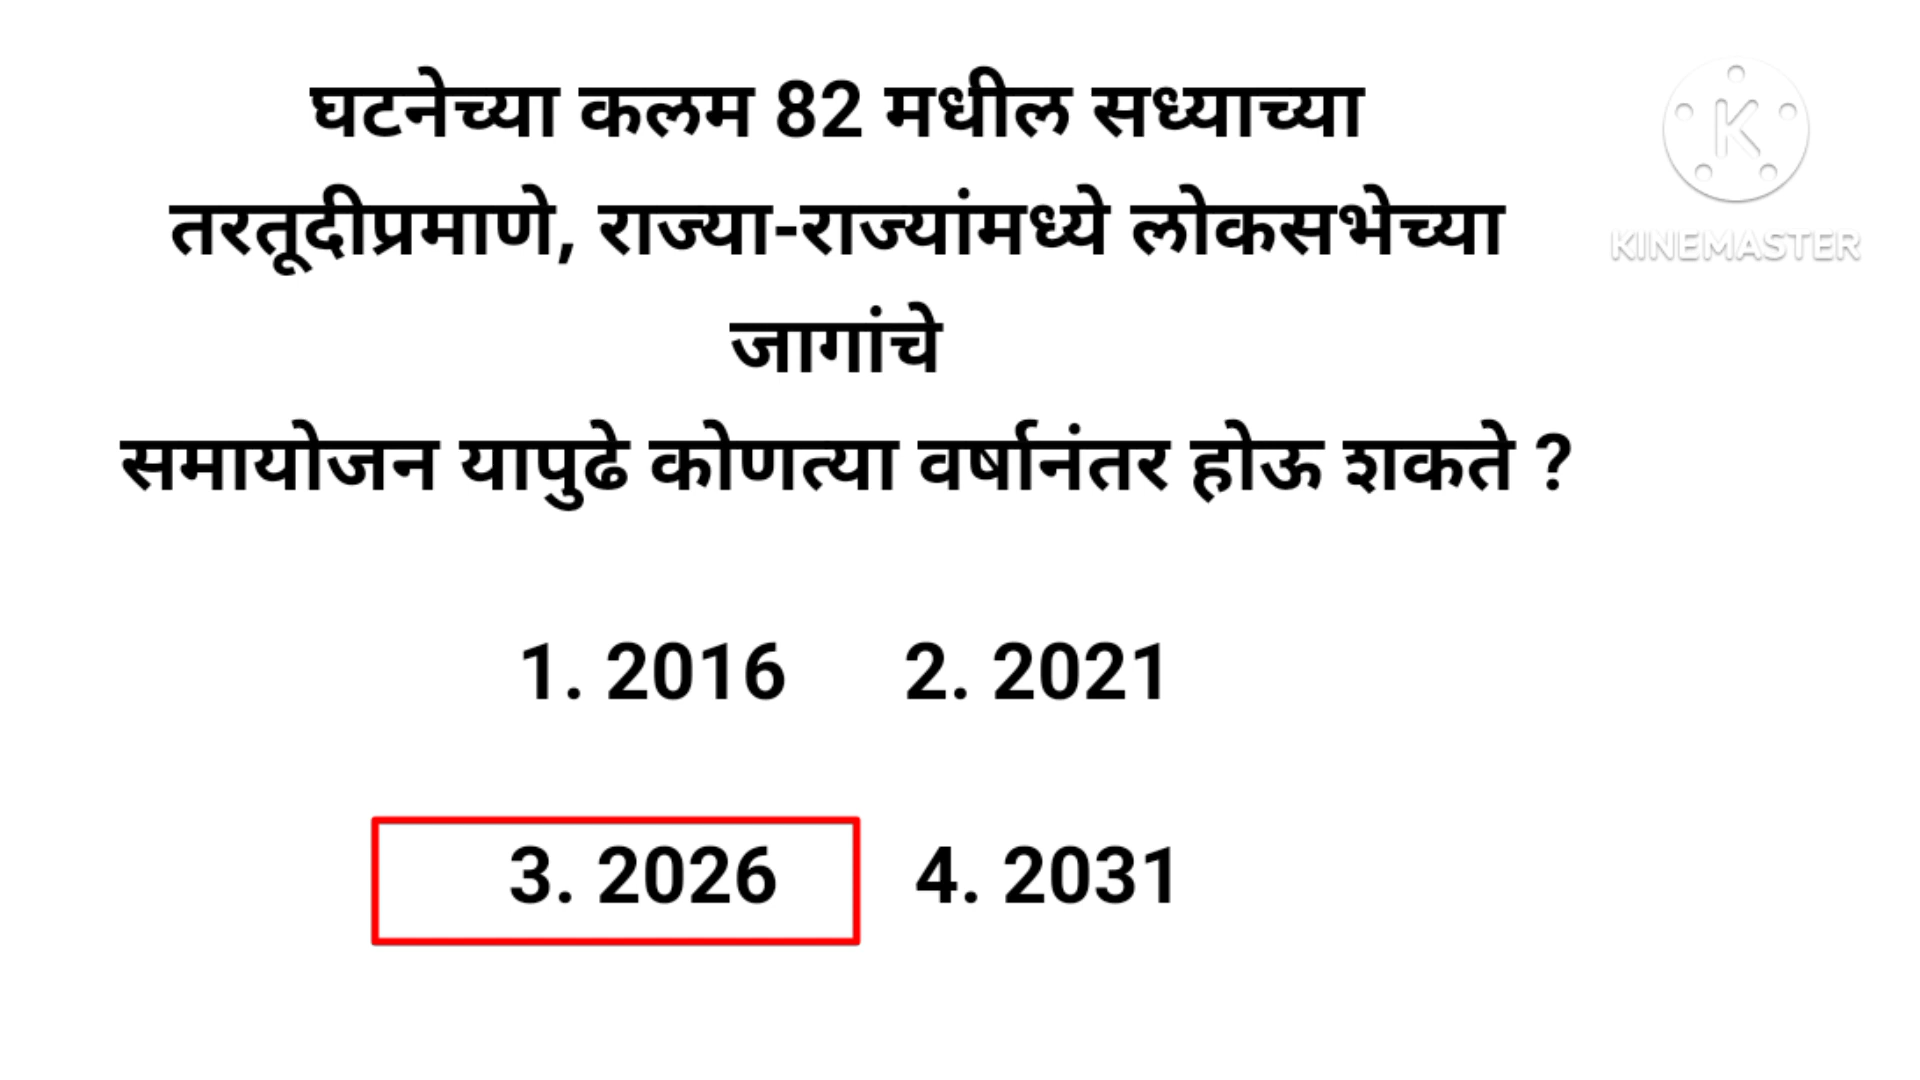 घटनेच्या कलम 82 मधील सध्याच्या
तरतूदीप्रमाणे, राज्या-राज्यांमध्ये लोकसभेच्या
जागांचे
समायोजन यापुढे कोणत्या वर्षानंतर होऊ शकते ?
1. 2016 2. 2021
3. 2026 4. 2031
K
KINEMASTER